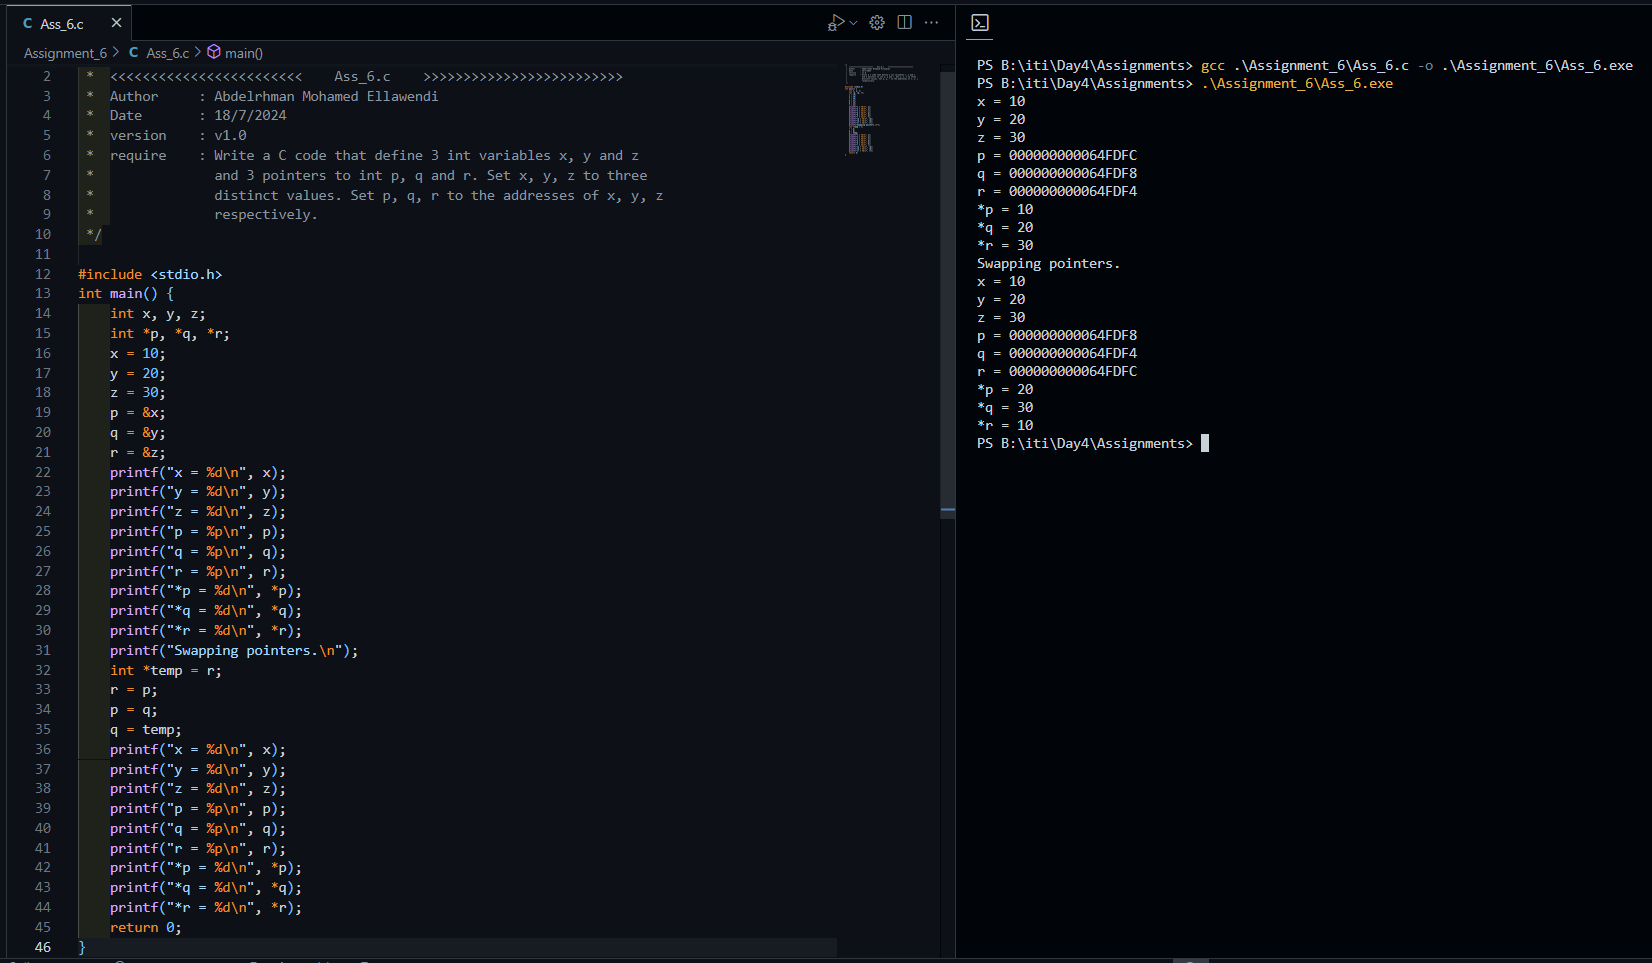 Ass_6.c
Assignment_6 > Ass_6.c > main()
2 * <<<<<<<<<<<<<<<<<<<<<<<< Ass_6.c >>>>>>>>>>>>>>>>>>>>>>>>>
3 * Author : Abdelrhman Mohamed Ellawendi
4 * Date : 18/7/2024
5 * version : v1.0
6 * require : Write a C code that define 3 int variables x, y and z
7 * and 3 pointers to int p, q and r. Set x, y, z to three
8 * distinct values. Set p, q, r to the addresses of x, y, z
9 * respectively.
10 */
11
12 #include <stdio.h>
13 int main() {
14 int x, y, z;
15 int *p, *q, *r;
16 x = 10;
17 y = 20;
18 z = 30;
19 p = &x;
20 q = &y;
21 r = &z;
22 printf("x = %d\n", x);
23 printf("y = %d\n", y);
24 printf("z = %d\n", z);
25 printf("p = %p\n", p);
26 printf("q = %p\n", q);
27 printf("r = %p\n", r);
28 printf("*p = %d\n", *p);
29 printf("*q = %d\n", *q);
30 printf("*r = %d\n", *r);
31 printf("Swapping pointers.\n");
32 int *temp = r;
33 r = p;
34 p = q;
35 q = temp;
36 printf("x = %d\n", x);
37 printf("y = %d\n", y);
38 printf("z = %d\n", z);
39 printf("p = %p\n", p);
40 printf("q = %p\n", q);
41 printf("r = %p\n", r);
42 printf("*p = %d\n", *p);
43 printf("*q = %d\n", *q);
44 printf("*r = %d\n", *r);
45 return 0;
46 }
PS B:\iti\Day4\Assignments> gcc .\Assignment_6\Ass_6.c -o .\Assignment_6\Ass_6.exe
PS B:\iti\Day4\Assignments> .\Assignment_6\Ass_6.exe
x = 10
y = 20
z = 30
p = 000000000064FDFC
q = 000000000064FDF8
r = 000000000064FDF4
*p = 10
*q = 20
*r = 30
Swapping pointers.
x = 10
y = 20
z = 30
p = 000000000064FDF8
q = 000000000064FDF4
r = 000000000064FDFC
*p = 20
*q = 30
*r = 10
PS B:\iti\Day4\Assignments>